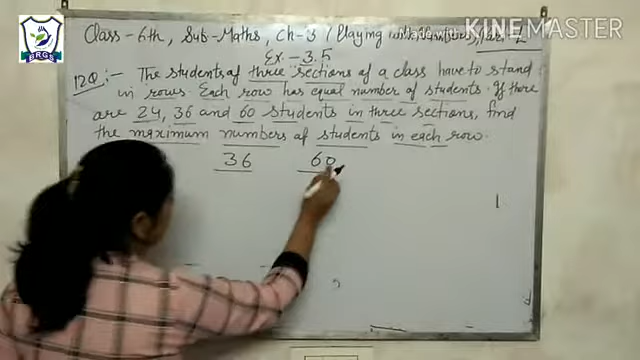 Class-6th, Sub-Maths, Ch-3 (Playing with Numbers),
Ex.-3.5
12Q:- The students of three sections of a class have to stand
in rows. Each row has equal number of students. If there
are 24, 36 and 60 students in three sections, find
the maximum numbers of students in each row.
36 60
KINEMASTER
SRGS